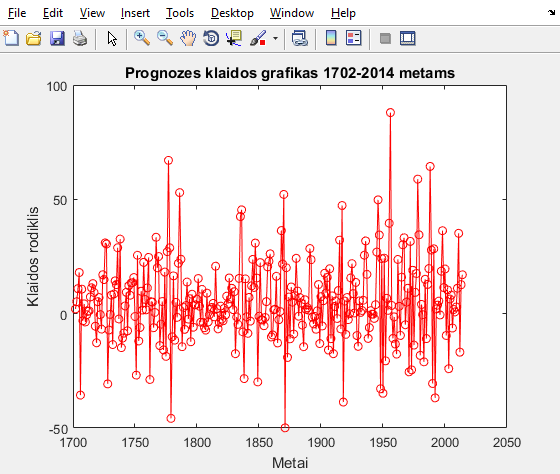 File Edit View Insert Tools Desktop Window Help
Prognozes klaidos grafikas 1702-2014 metams
100
50
0
-50
Klaidos rodiklis
1700 1750 1800 1850 1900 1950 2000 2050
Metai